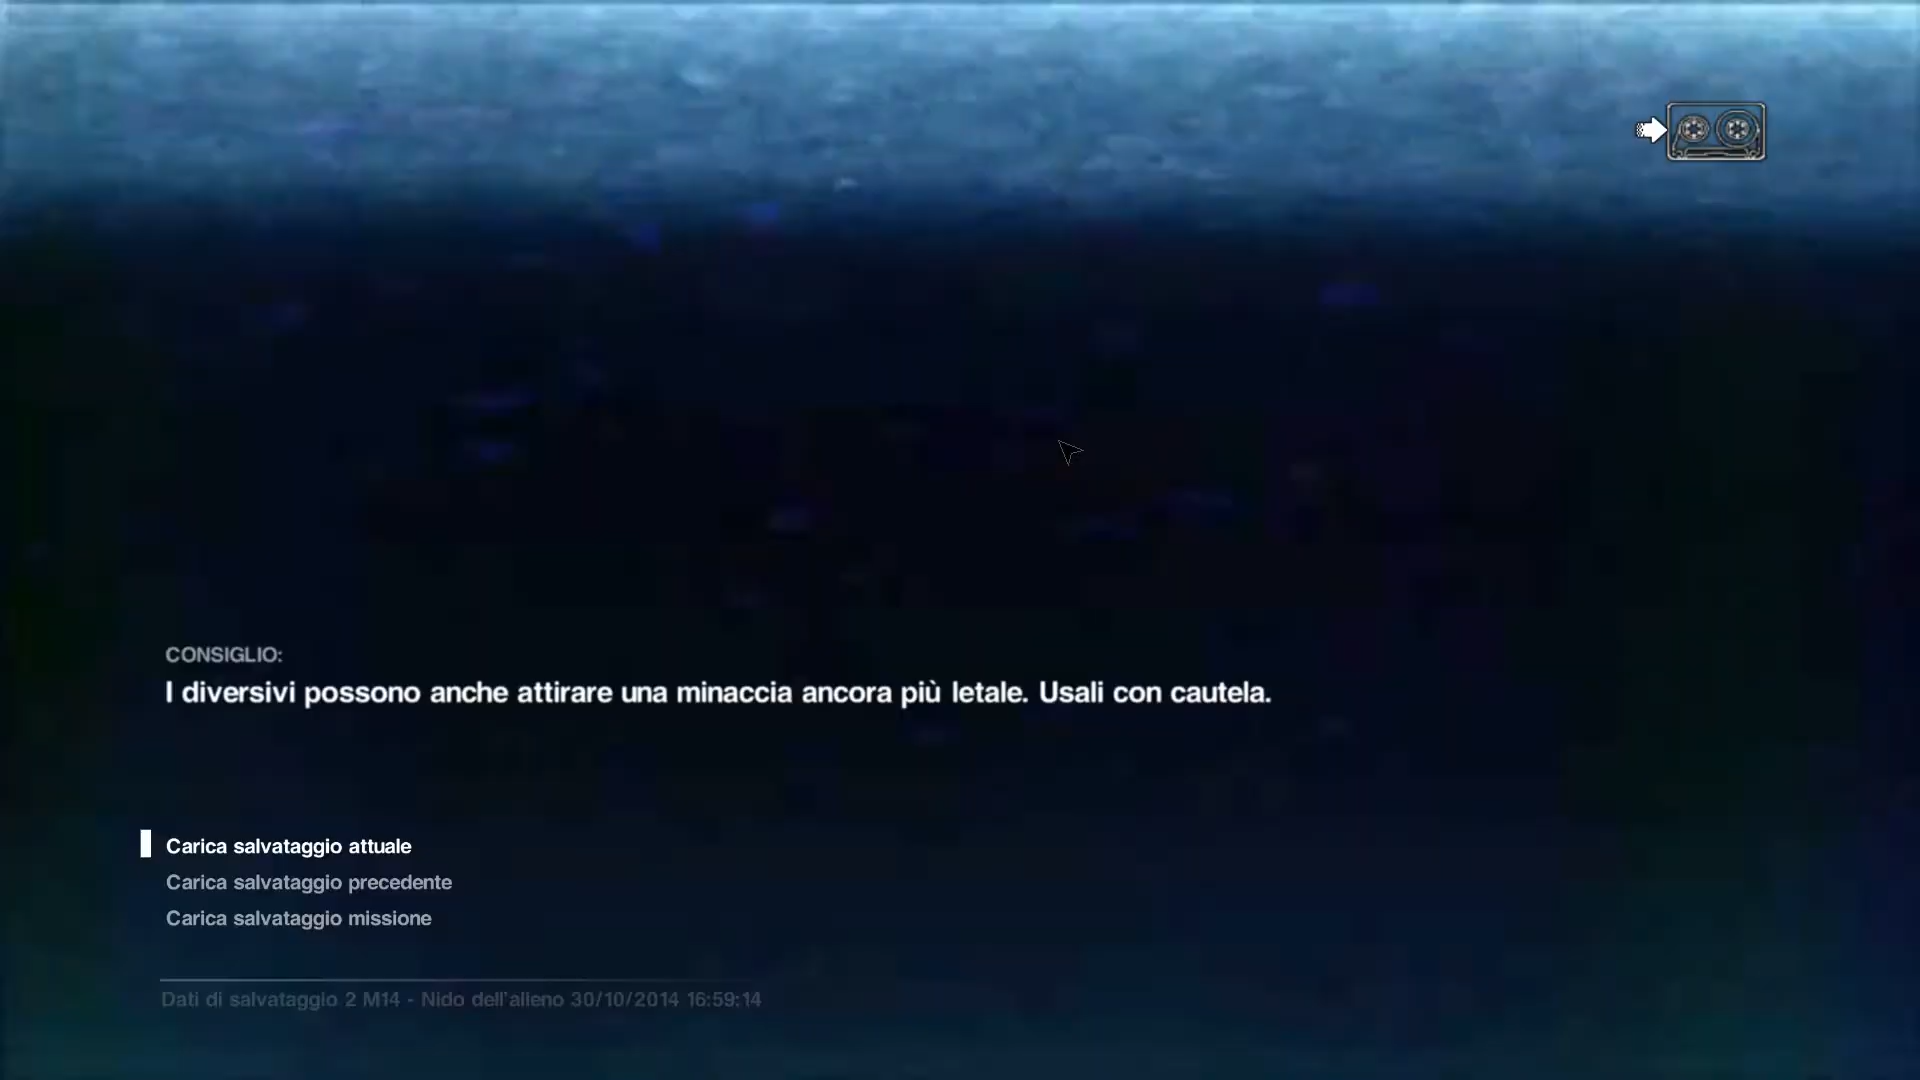 CONSIGLIO:
I diversivi possono anche attirare una minaccia ancora più letale. Usali con cautela.
Carica salvataggio attuale
Carica salvataggio precedente
Carica salvataggio missione
Dati di salvataggio 2 M14 - Nido dell'alieno 30/10/2014 16:59:14